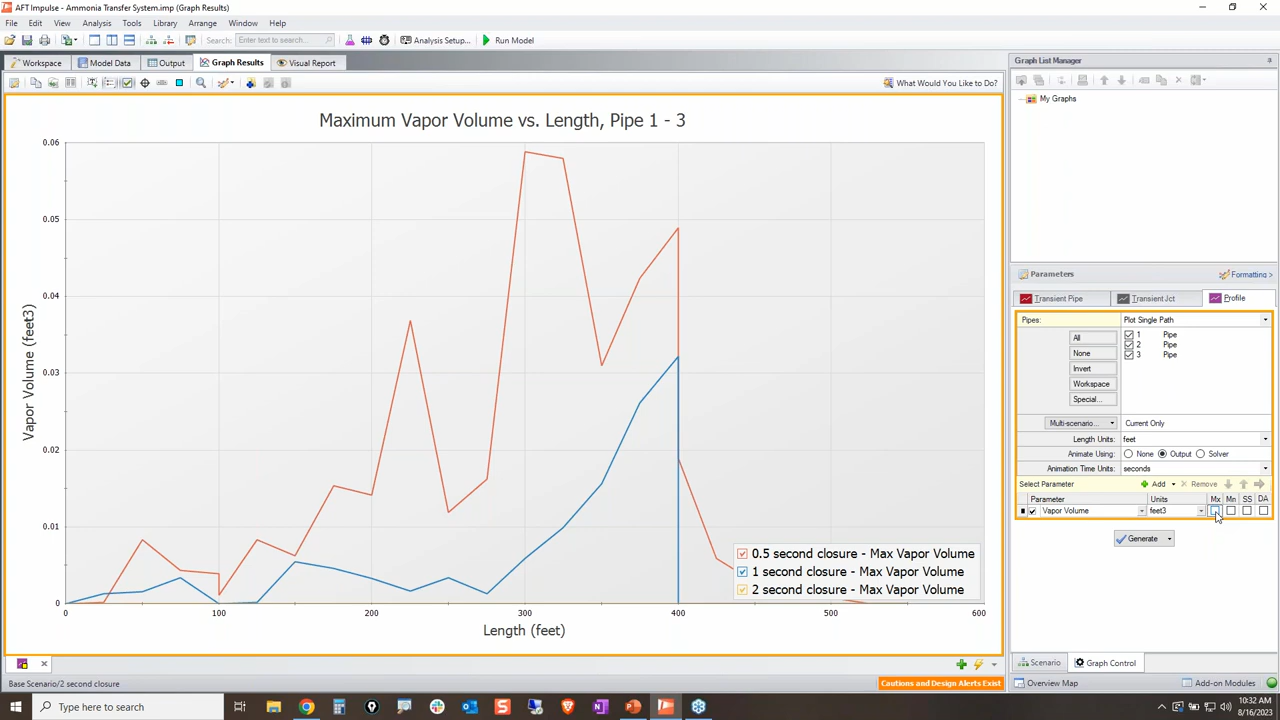 AFT Impulse - Ammonia Transfer System.imp (Graph Results)
File Edit View Analysis Tools Library Arrange Window Help
Search: Enter text to search... Analysis Setup... Run Model
Workspace Model Data Output Graph Results Visual Report
What Would You Like to Do?
Maximum Vapor Volume vs. Length, Pipe 1 - 3
0.06
0.05
0.04
0.03
0.02
0.01
0
Vapor Volume (feet3)
0.5 second closure - Max Vapor Volume
1 second closure - Max Vapor Volume
2 second closure - Max Vapor Volume
0 100 200 300 400 500 600
Length (feet)
Graph List Manager
My Graphs
Parameters Formatting >
Transient Pipe Transient Jct Profile
Pipes: Plot Single Path
All
None
Invert
Workspace
Special...
1 Pipe
2 Pipe
3 Pipe
Multi-scenario... Current Only
Length Units: feet
Animate Using: None Output Solver
Animation Time Units: seconds
Select Parameter Add Remove
Parameter Units Mx Mn SS DA
Vapor Volume feet3
Generate
Scenario Graph Control
Base Scenario/2 second closure
Cautions and Design Alerts Exist
Overview Map Add-on Modules
Type here to search
10:32 AM
8/16/2023